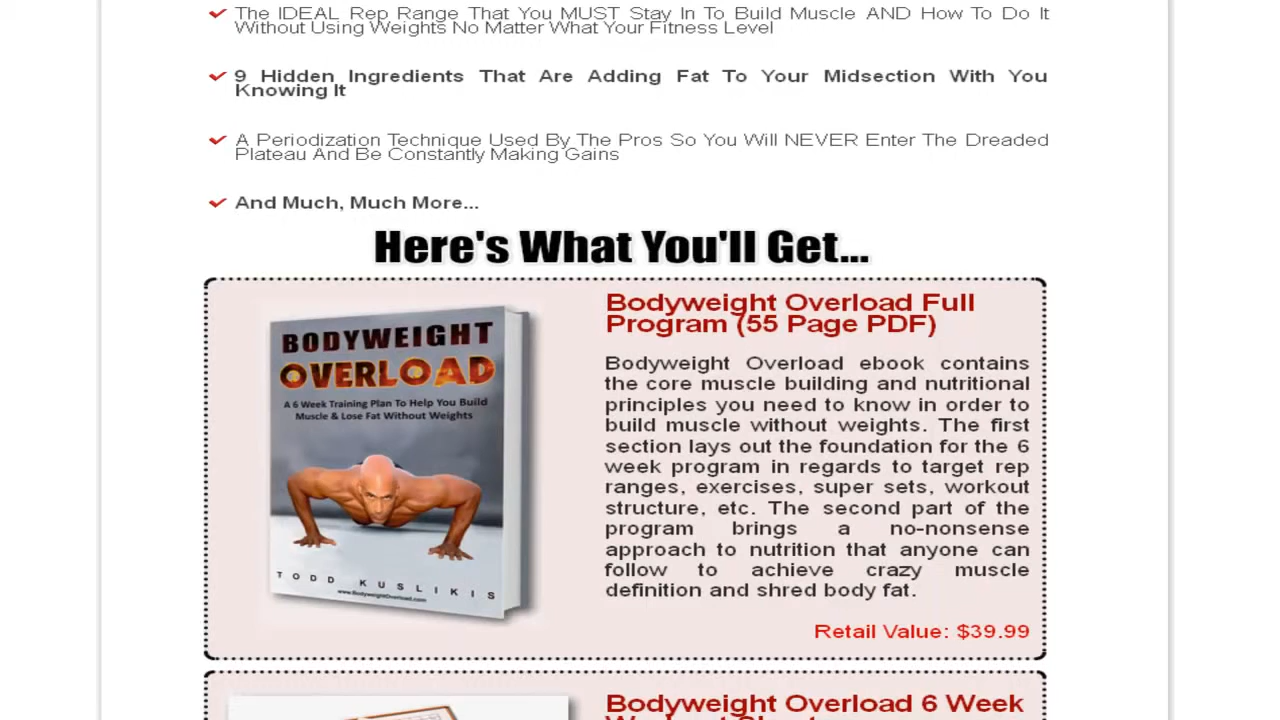 The IDEAL Rep Range That You MUST Stay In To Build Muscle AND How To Do It
Without Using Weights No Matter What Your Fitness Level
9 Hidden Ingredients That Are Adding Fat To Your Midsection With You
Knowing It
A Periodization Technique Used By The Pros So You Will NEVER Enter The Dreaded
Plateau And Be Constantly Making Gains
And Much, Much More...
Here's What You'll Get...
BODYWEIGHT
OVERLOAD
A 6 Week Training Plan To Help You Build
Muscle & Lose Fat Without Weights
TODD KUSLIKIS
www.BodyweightOverload.com
Bodyweight Overload Full
Program (55 Page PDF)
Bodyweight Overload ebook contains
the core muscle building and nutritional
principles you need to know in order to
build muscle without weights. The first
section lays out the foundation for the 6
week program in regards to target rep
ranges, exercises, super sets, workout
structure, etc. The second part of the
program brings a no-nonsense
approach to nutrition that anyone can
follow to achieve crazy muscle
definition and shred body fat.
Retail Value: $39.99
Bodyweight Overload 6 Week